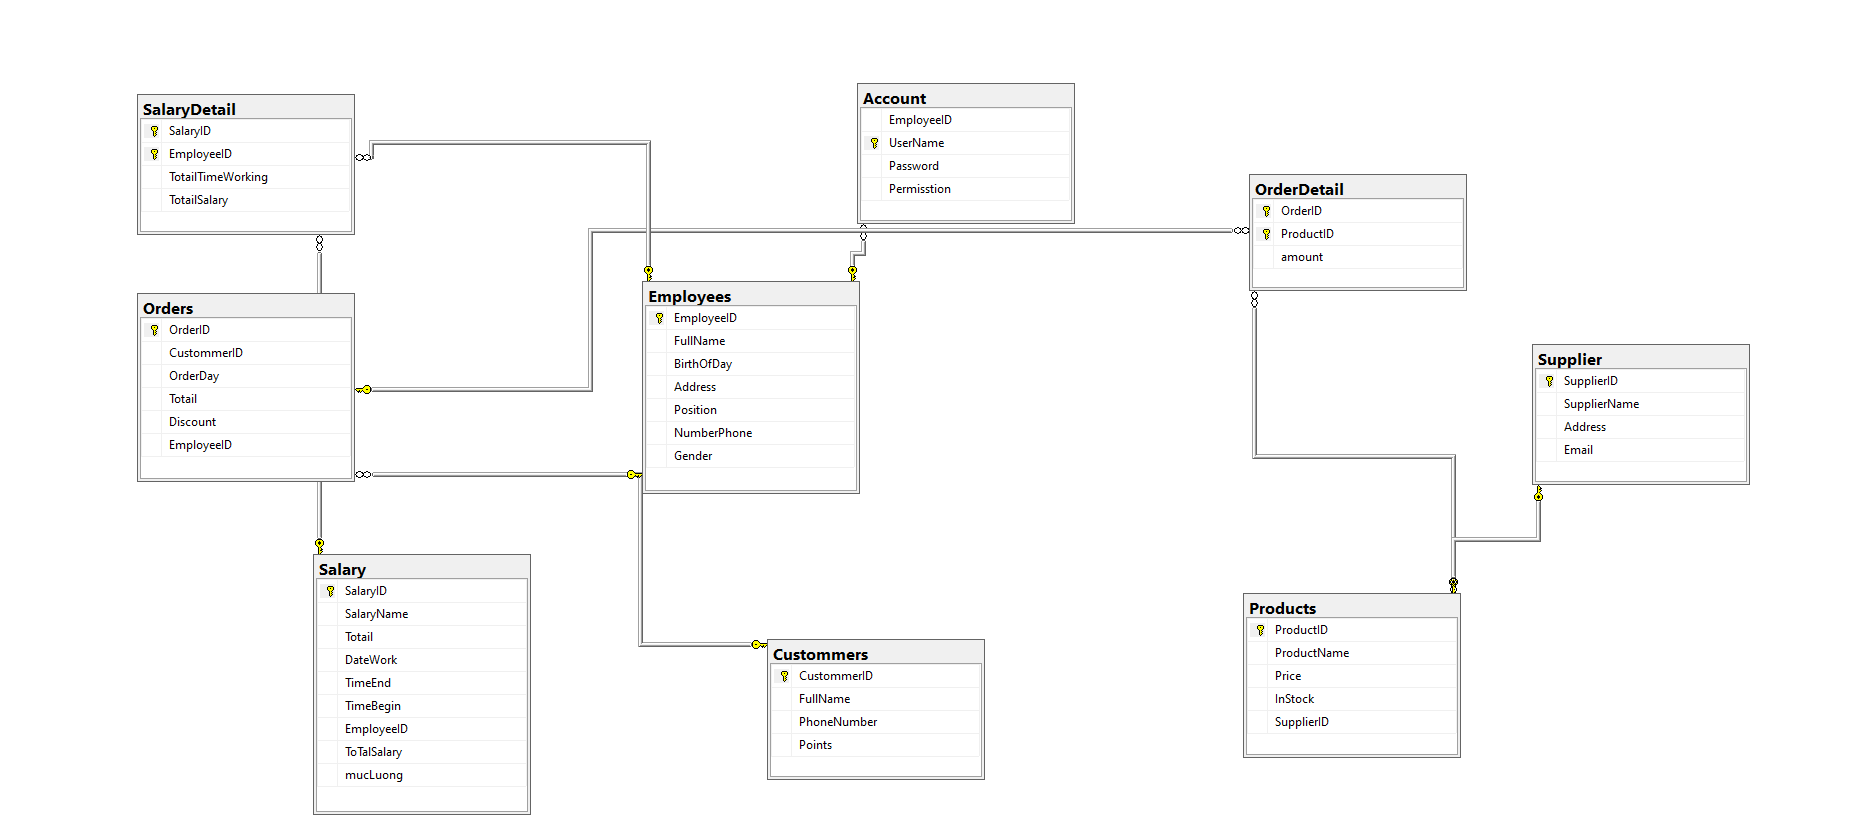 SalaryDetail
SalaryID
EmployeeID
TotailTimeWorking
TotailSalary
Account
EmployeeID
UserName
Password
Permisstion
OrderDetail
OrderID
ProductID
amount
Orders
OrderID
CustommerID
OrderDay
Totail
Discount
EmployeeID
Employees
EmployeeID
FullName
BirthOfDay
Address
Position
NumberPhone
Gender
Supplier
SupplierID
SupplierName
Address
Email
Salary
SalaryID
SalaryName
Totail
DateWork
TimeEnd
TimeBegin
EmployeeID
ToTalSalary
mucLuong
Custommers
CustommerID
FullName
PhoneNumber
Points
Products
ProductID
ProductName
Price
InStock
SupplierID